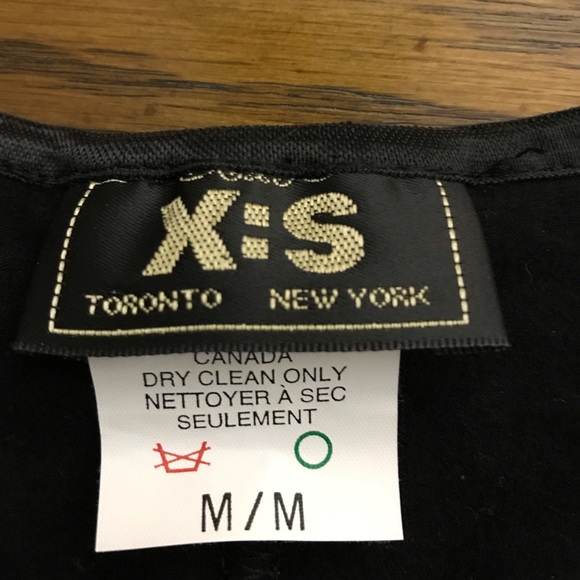 X:S
TORONTO NEW YORK
CANADA
DRY CLEAN ONLY
NETTOYER À SEC
SEULEMENT
M/M